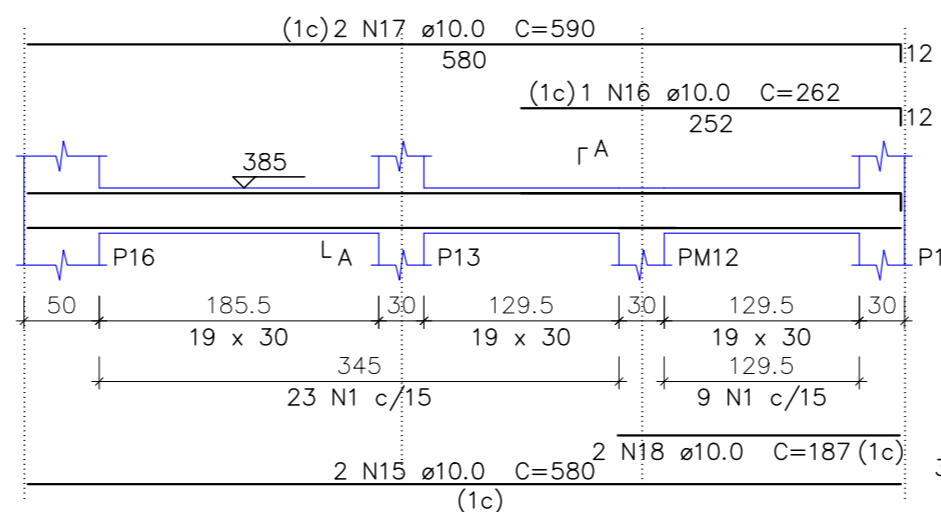 (1c) 2 N17 ø10.0 C=590
580
12
(1c) 1 N16 ø10.0 C=262
252
12
A
385
P16
A
P13
PM12
P1
50 185.5 30 129.5 30 129.5 30
19 x 30 19 x 30 19 x 30
345 129.5
23 N1 c/15 9 N1 c/15
2 N18 ø10.0 C=187 (1c)
2 N15 ø10.0 C=580
(1c)